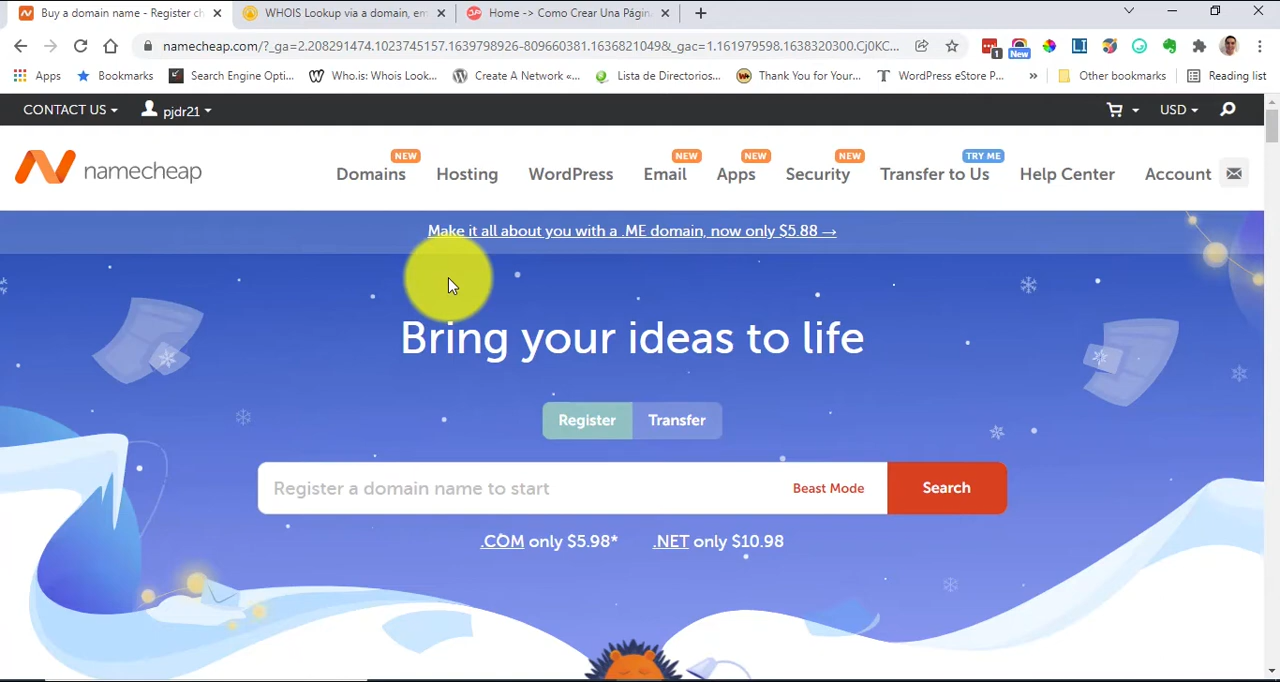 Buy a domain name - Register ch
WHOIS Lookup via a domain, em
Home -> Como Crear Una Págin
namecheap.com/?_ga=2.208291474.1023775157.1639798926-809660381.1636821049&_gac=1.161979598.1638320300.Cj0KC...
1
New
Apps
Bookmarks
Search Engine Opti...
Who.is: Whois Look...
Create A Network «...
Lista de Directorios...
Thank You for Your...
WordPress eStore P...
»
Other bookmarks
Reading list
CONTACT US
pjdr21
USD
namecheap
NEW
NEW
NEW
NEW
TRY ME
Domains
Hosting
WordPress
Email
Apps
Security
Transfer to Us
Help Center
Account
Make it all about you with a .ME domain, now only $5.88 →
Bring your ideas to life
Register
Transfer
Register a domain name to start
Beast Mode
Search
.COM only $5.98*
.NET only $10.98